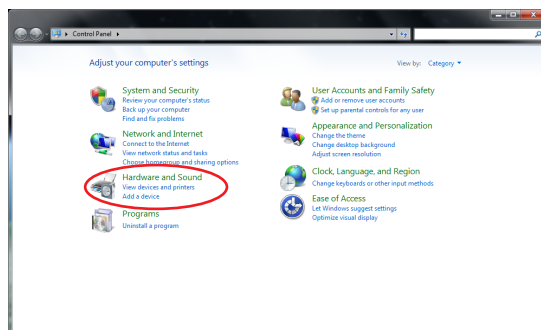 Control Panel
Adjust your computer's settings
View by: Category
System and Security
Review your computer's status
Back up your computer
Find and fix problems
Network and Internet
Connect to the Internet
View network status and tasks
Choose homegroup and sharing options
Hardware and Sound
View devices and printers
Add a device
Programs
Uninstall a program
User Accounts and Family Safety
Add or remove user accounts
Set up parental controls for any user
Appearance and Personalization
Change the theme
Change desktop background
Adjust screen resolution
Clock, Language, and Region
Change keyboards or other input methods
Ease of Access
Let Windows suggest settings
Optimize visual display